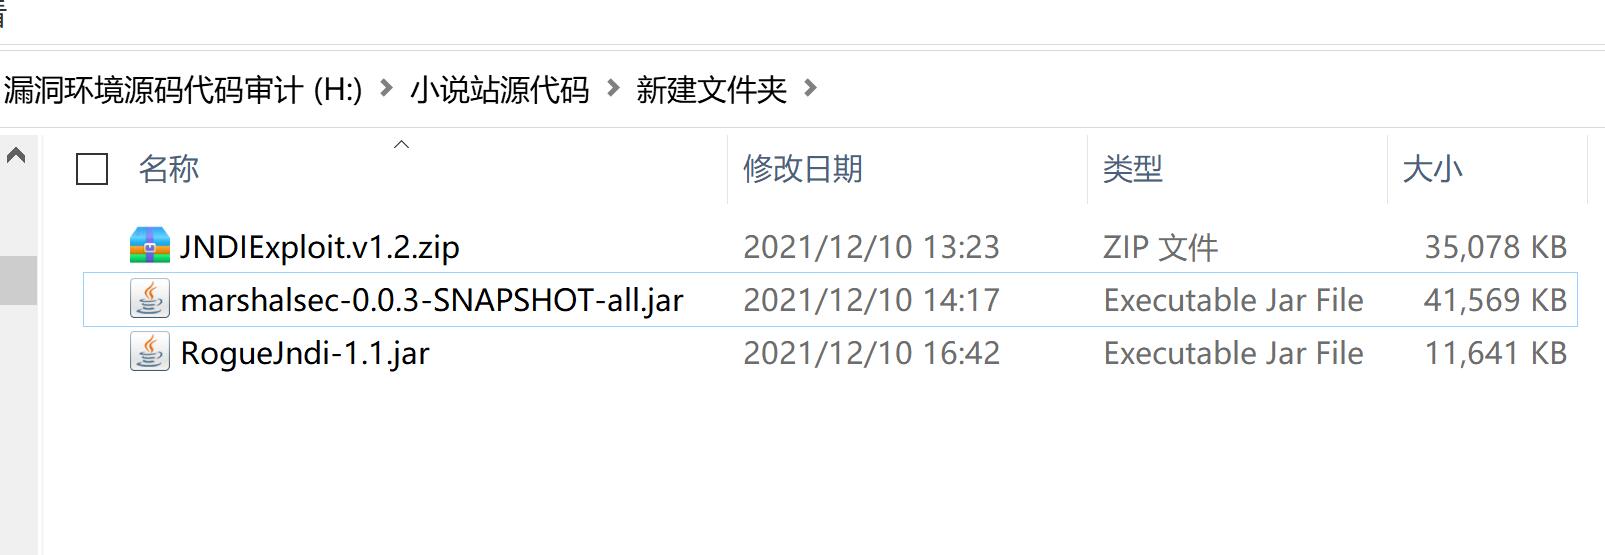 漏洞环境源码代码审计 (H:) > 小说站源代码 > 新建文件夹 >
名称 修改日期 类型 大小
JNDIExploit.v1.2.zip 2021/12/10 13:23 ZIP 文件 35,078 KB
marshalsec-0.0.3-SNAPSHOT-all.jar 2021/12/10 14:17 Executable Jar File 41,569 KB
RogueJndi-1.1.jar 2021/12/10 16:42 Executable Jar File 11,641 KB